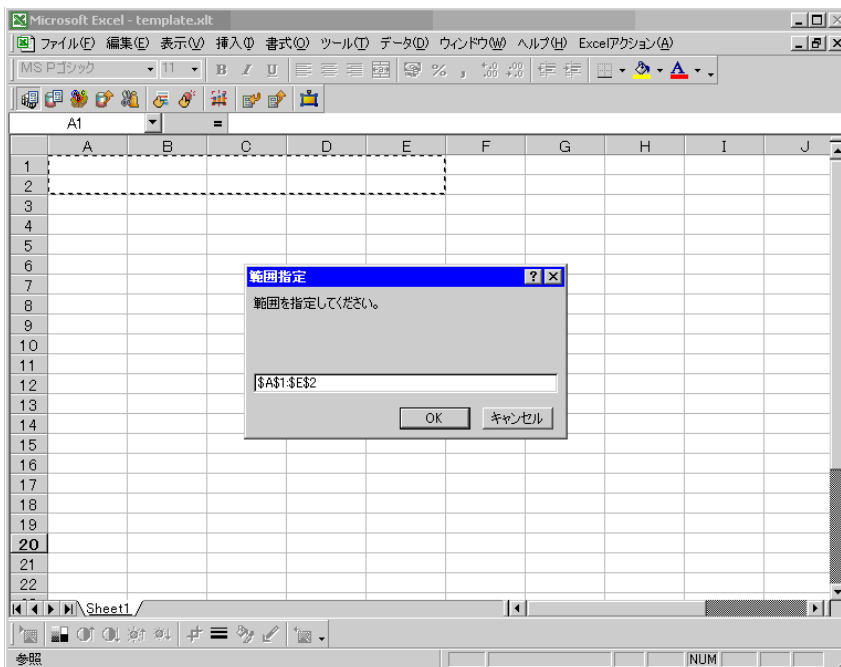 Microsoft Excel - template.xlt
ファイル(F) 編集(E) 表示(V) 挿入(I) 書式(O) ツール(T) データ(D) ウィンドウ(W) ヘルプ(H) Excelアクション(A)
MS Pゴシック 11 B I U % ,
A1 =
A B C D E F G H I J
1
2
3
4
5
6
7
8
9
10
11
12
13
14
15
16
17
18
19
20
21
22
範囲指定
範囲を指定してください。
$A$1:$E$2
OK キャンセル
Sheet1
参照 NUM